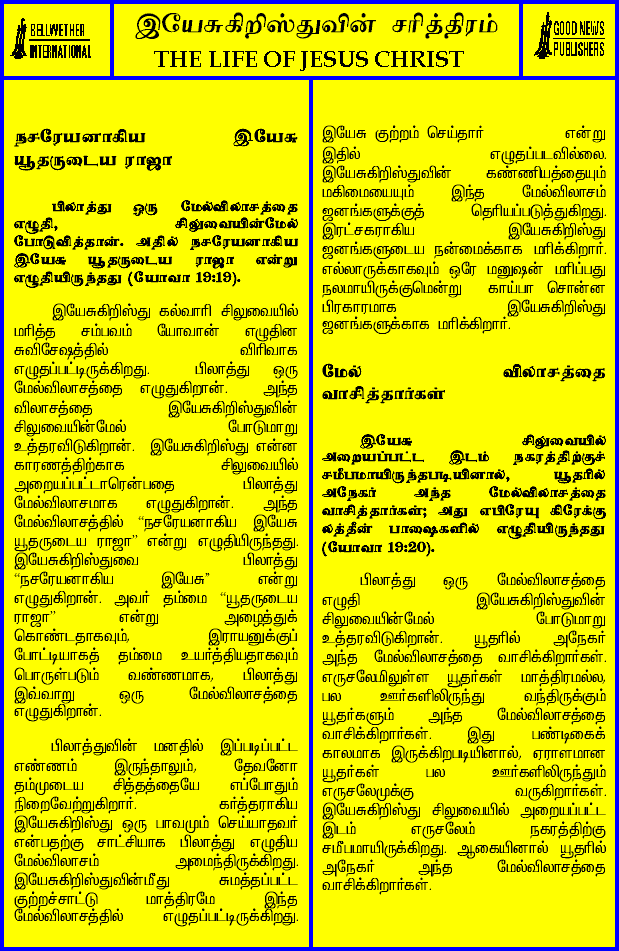 BELLWETHER
INTERNATIONAL
இயேசுகிறிஸ்துவின் சரித்திரம்
THE LIFE OF JESUS CHRIST
GOOD NEWS
PUBLISHERS
நசரேயனாகிய இயேசு
யூதருடைய ராஜா
பிலாத்து ஒரு மேல்விலாசத்தை
எழுதி, சிலுவையின்மேல்
போடுவித்தான். அதில் நசரேயனாகிய
இயேசு யூதருடைய ராஜா என்று
எழுதியிருந்தது (யோவா 19:19).
இயேசுகிறிஸ்து கல்வாரி சிலுவையில்
மரித்த சம்பவம் யோவான் எழுதின
சுவிசேஷத்தில் விரிவாக
எழுதப்பட்டிருக்கிறது. பிலாத்து ஒரு
மேல்விலாசத்தை எழுதுகிறான். அந்த
விலாசத்தை இயேசுகிறிஸ்துவின்
சிலுவையின்மேல் போடுமாறு
உத்தரவிடுகிறான். இயேசுகிறிஸ்து என்ன
காரணத்திற்காக சிலுவையில்
அறையப்பட்டாரென்பதை பிலாத்து
மேல்விலாசமாக எழுதுகிறான். அந்த
மேல்விலாசத்தில் “நசரேயனாகிய இயேசு
யூதருடைய ராஜா” என்று எழுதியிருந்தது.
இயேசுகிறிஸ்துவை பிலாத்து
“நசரேயனாகிய இயேசு” என்று
எழுதுகிறான். அவர் தம்மை “யூதருடைய
ராஜா” என்று அழைத்துக்
கொண்டதாகவும், இராயனுக்குப்
போட்டியாகத் தம்மை உயர்த்தியதாகவும்
பொருள்படும் வண்ணமாக, பிலாத்து
இவ்வாறு ஒரு மேல்விலாசத்தை
எழுதுகிறான்.
பிலாத்துவின் மனதில் இப்படிப்பட்ட
எண்ணம் இருந்தாலும், தேவனோ
தம்முடைய சித்தத்தையே எப்போதும்
நிறைவேற்றுகிறார். கர்த்தராகிய
இயேசுகிறிஸ்து ஒரு பாவமும் செய்யாதவர்
என்பதற்கு சாட்சியாக பிலாத்து எழுதிய
மேல்விலாசம் அமைந்திருக்கிறது.
இயேசுகிறிஸ்துவின்மீது சுமத்தப்பட்ட
குற்றச்சாட்டு மாத்திரமே இந்த
மேல்விலாசத்தில் எழுதப்பட்டிருக்கிறது.
இயேசு குற்றம் செய்தார் என்று
இதில் எழுதப்படவில்லை.
இயேசுகிறிஸ்துவின் கண்ணியத்தையும்
மகிமையையும் இந்த மேல்விலாசம்
ஜனங்களுக்குத் தெரியப்படுத்துகிறது.
இரட்சகராகிய இயேசுகிறிஸ்து
ஜனங்களுடைய நன்மைக்காக மரிக்கிறார்.
எல்லாருக்காகவும் ஒரே மனுஷன் மரிப்பது
நலமாயிருக்குமென்று காய்பா சொன்ன
பிரகாரமாக இயேசுகிறிஸ்து
ஜனங்களுக்காக மரிக்கிறார்.
மேல் விலாசத்தை
வாசித்தார்கள்
இயேசு சிலுவையில்
அறையப்பட்ட இடம் நகரத்திற்குச்
சமீபமாயிருந்தபடியினால், யூதரில்
அநேகர் அந்த மேல்விலாசத்தை
வாசித்தார்கள்; அது எபிரேயு கிரேக்கு
லத்தீன் பாஷைகளில் எழுதியிருந்தது
(யோவா 19:20).
பிலாத்து ஒரு மேல்விலாசத்தை
எழுதி இயேசுகிறிஸ்துவின்
சிலுவையின்மேல் போடுமாறு
உத்தரவிடுகிறான். யூதரில் அநேகர்
அந்த மேல்விலாசத்தை வாசிக்கிறார்கள்.
எருசலேமிலுள்ள யூதர்கள் மாத்திரமல்ல,
பல ஊர்களிலிருந்து வந்திருக்கும்
யூதர்களும் அந்த மேல்விலாசத்தை
வாசிக்கிறார்கள். இது பண்டிகைக்
காலமாக இருக்கிறபடியினால், ஏராளமான
யூதர்கள் பல ஊர்களிலிருந்தும்
எருசலேமுக்கு வருகிறார்கள்.
இயேசுகிறிஸ்து சிலுவையில் அறையப்பட்ட
இடம் எருசலேம் நகரத்திற்கு
சமீபமாயிருக்கிறது. ஆகையினால் யூதரில்
அநேகர் அந்த மேல்விலாசத்தை
வாசிக்கிறார்கள்.